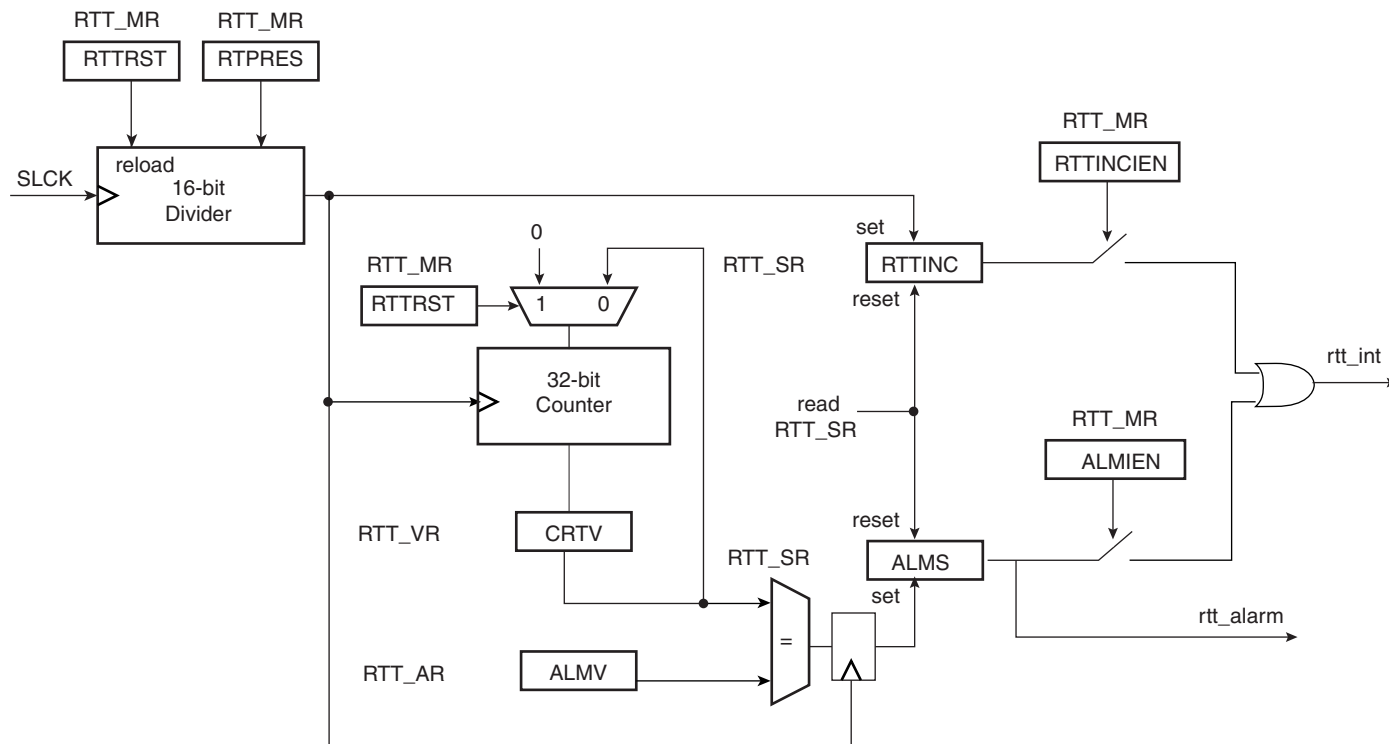 RTT_MR
RTTRST
RTT_MR
RTPRES
reload
16-bit
Divider
SLCK
RTT_MR
RTTINCIEN
0
set
RTT_MR
RTTRST
1 0
RTT_SR
RTTINC
reset
32-bit
Counter
read
RTT_SR
rtt_int
RTT_MR
ALMIEN
RTT_VR
CRTV
reset
RTT_SR
ALMS
set
rtt_alarm
=
RTT_AR
ALMV